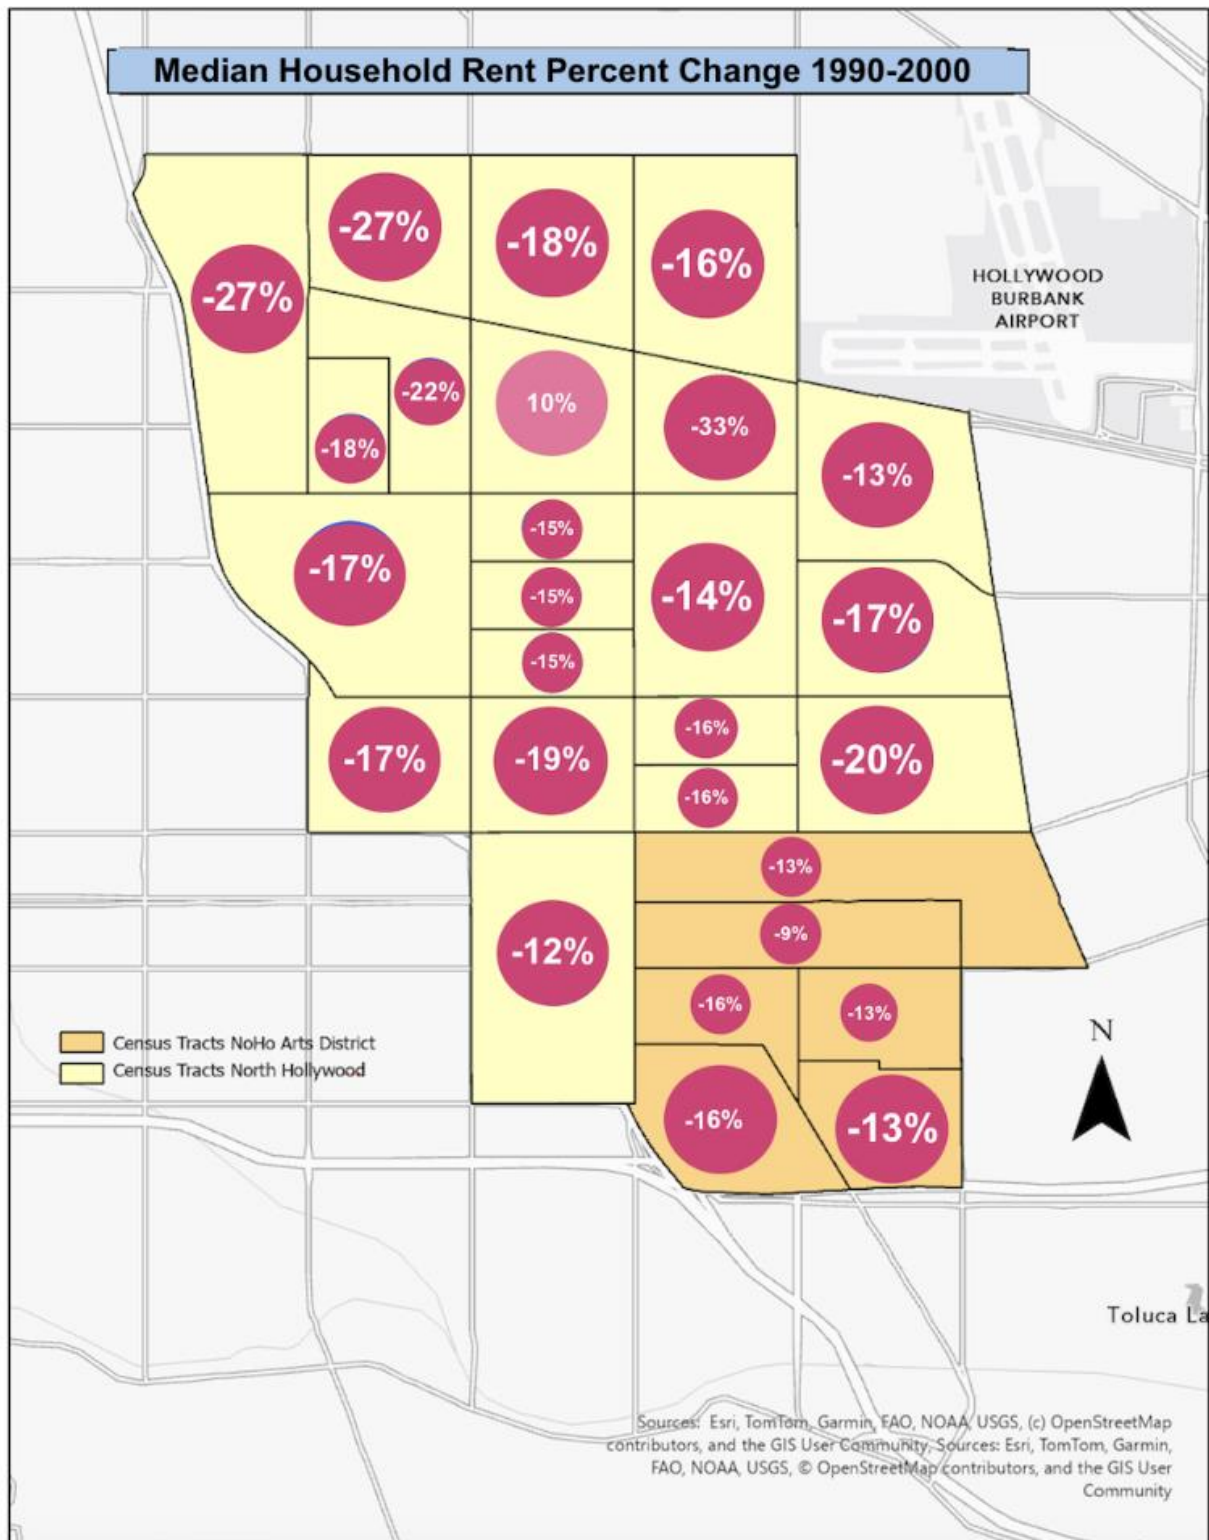 Median Household Rent Percent Change 1990-2000
-27%
-18%
-16%
-27%
HOLLYWOOD
BURBANK
AIRPORT
-22%
10%
-33%
-18%
-13%
-15%
-17%
-15%
-14%
-17%
-15%
-16%
-17%
-19%
-20%
-16%
-13%
-9%
-12%
-16%
-13%
Census Tracts NoHo Arts District
Census Tracts North Hollywood
N
-16%
-13%
Toluca La
Sources: Esri, TomTom, Garmin, FAO, NOAA, USGS, (c) OpenStreetMap
contributors, and the GIS User Community, Sources: Esri, TomTom, Garmin,
FAO, NOAA, USGS, © OpenStreetMap contributors, and the GIS User
Community